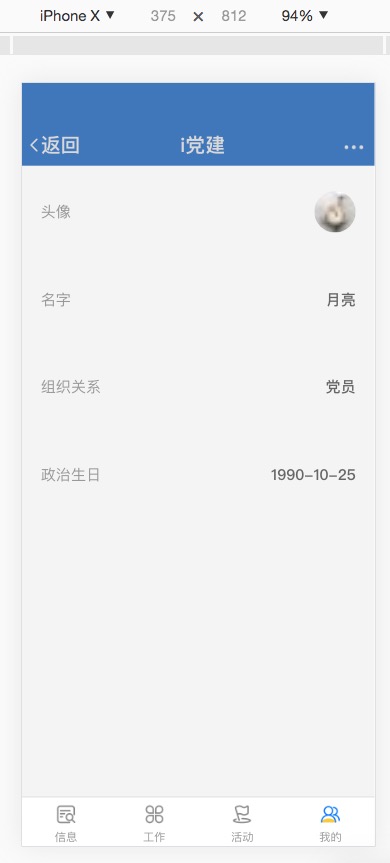 iPhone X ▼ 375 × 812 94% ▼
返回 i党建 •••
头像
名字 月亮
组织关系 党员
政治生日 1990-10-25
信息 工作 活动 我的